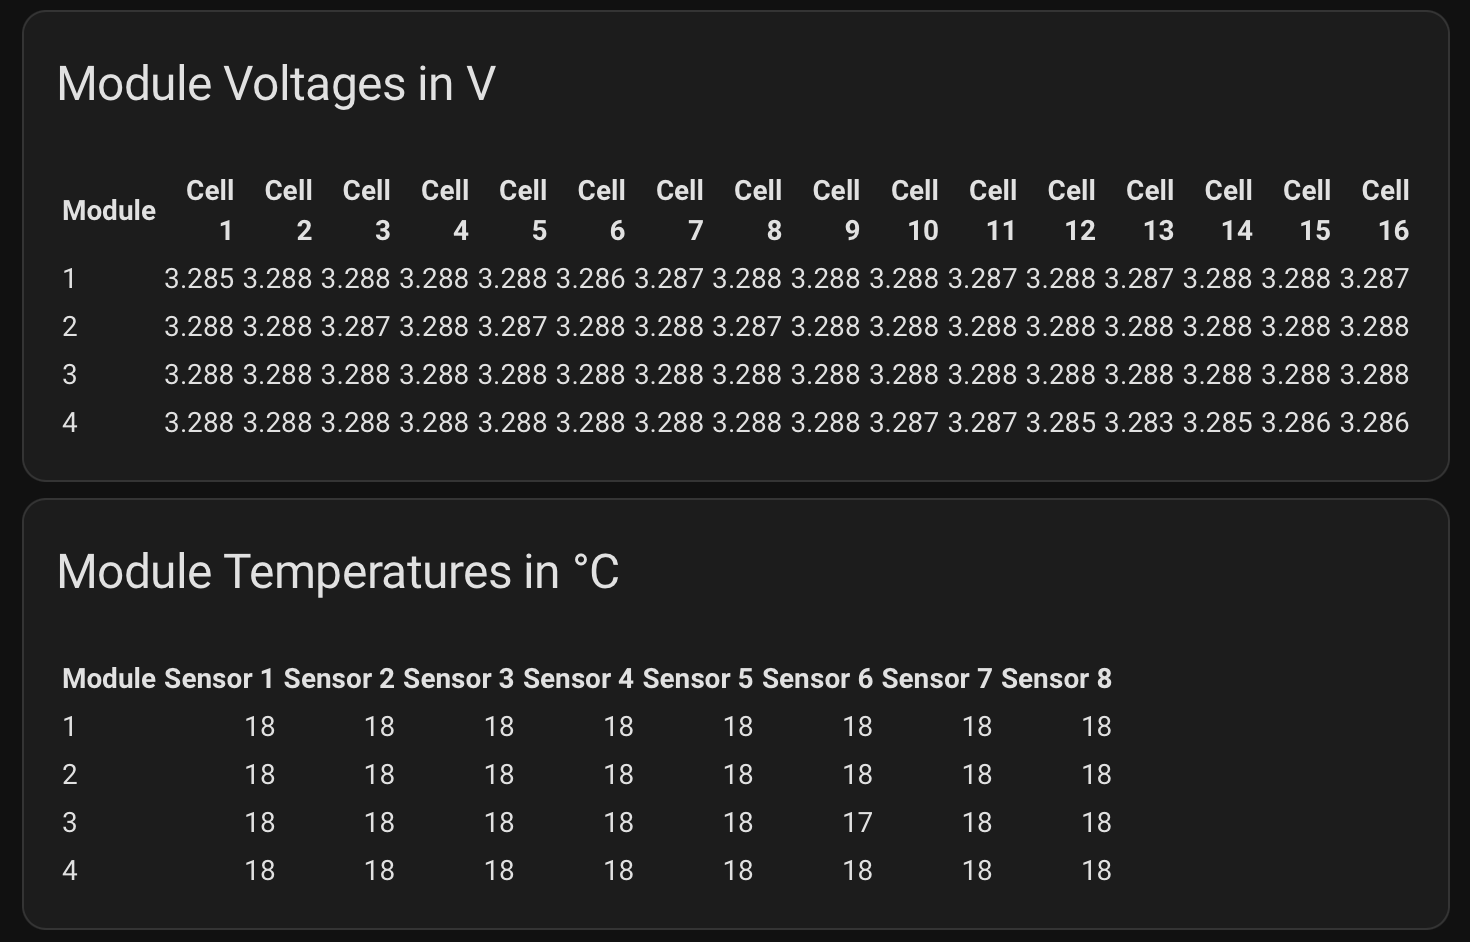 Module Voltages in V
Module Cell 1 Cell 2 Cell 3 Cell 4 Cell 5 Cell 6 Cell 7 Cell 8 Cell 9 Cell 10 Cell 11 Cell 12 Cell 13 Cell 14 Cell 15 Cell 16
1 3.285 3.288 3.288 3.288 3.288 3.286 3.287 3.288 3.288 3.288 3.287 3.288 3.287 3.288 3.288 3.287
2 3.288 3.288 3.287 3.288 3.287 3.288 3.288 3.287 3.288 3.288 3.288 3.288 3.288 3.288 3.288 3.288
3 3.288 3.288 3.288 3.288 3.288 3.288 3.288 3.288 3.288 3.288 3.288 3.288 3.288 3.288 3.288 3.288
4 3.288 3.288 3.288 3.288 3.288 3.288 3.288 3.288 3.288 3.287 3.287 3.285 3.283 3.285 3.286 3.286
Module Temperatures in °C
Module Sensor 1 Sensor 2 Sensor 3 Sensor 4 Sensor 5 Sensor 6 Sensor 7 Sensor 8
1 18 18 18 18 18 18 18 18
2 18 18 18 18 18 18 18 18
3 18 18 18 18 18 17 18 18
4 18 18 18 18 18 18 18 18